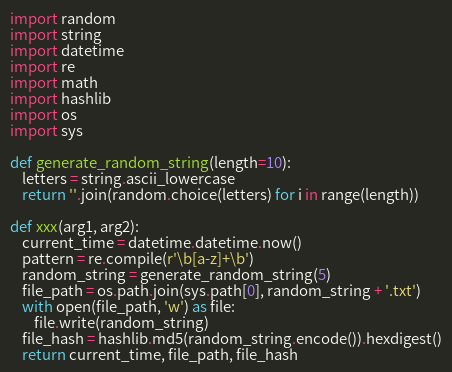 import random
import string
import datetime
import re
import math
import hashlib
import os
import sys

def generate_random_string(length=10):
    letters = string.ascii_lowercase
    return ''.join(random.choice(letters) for i in range(length))

def xxx(arg1, arg2):
    current_time = datetime.datetime.now()
    pattern = re.compile(r'\b[a-z]+\b')
    random_string = generate_random_string(5)
    file_path = os.path.join(sys.path[0], random_string + '.txt')
    with open(file_path, 'w') as file:
        file.write(random_string)
    file_hash = hashlib.md5(random_string.encode()).hexdigest()
    return current_time, file_path, file_hash